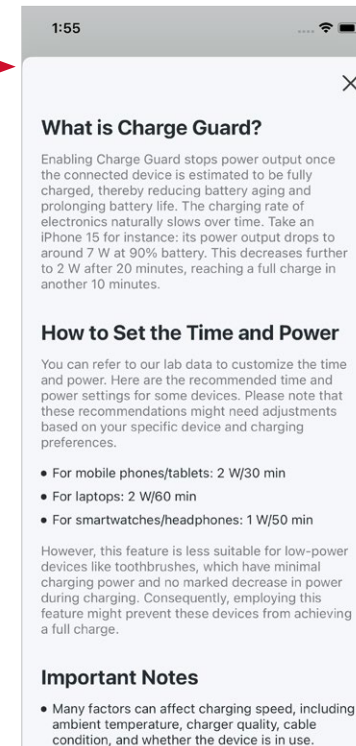 1:55
What is Charge Guard?
Enabling Charge Guard stops power output once
the connected device is estimated to be fully
charged, thereby reducing battery aging and
prolonging battery life. The charging rate of
electronics naturally slows over time. Take an
iPhone 15 for instance: its power output drops to
around 7 W at 90% battery. This decreases further
to 2 W after 20 minutes, reaching a full charge in
another 10 minutes.
How to Set the Time and Power
You can refer to our lab data to customize the time
and power. Here are the recommended time and
power settings for some devices. Please note that
these recommendations might need adjustments
based on your specific device and charging
preferences.
• For mobile phones/tablets: 2 W/30 min
• For laptops: 2 W/60 min
• For smartwatches/headphones: 1 W/50 min
However, this feature is less suitable for low-power
devices like toothbrushes, which have minimal
charging power and no marked decrease in power
during charging. Consequently, employing this
feature might prevent these devices from achieving
a full charge.
Important Notes
• Many factors can affect charging speed, including
ambient temperature, charger quality, cable
condition, and whether the device is in use.